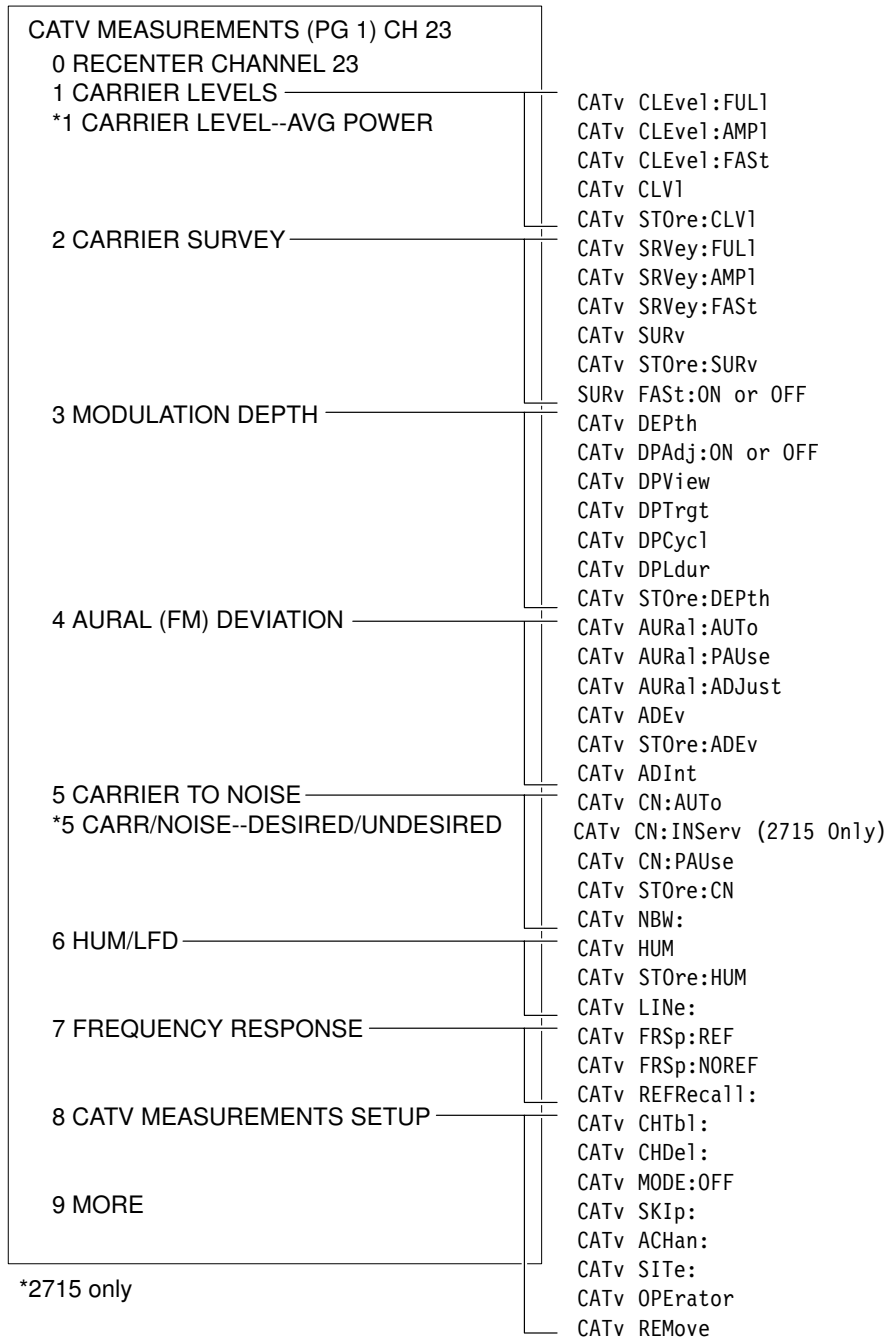 CATV MEASUREMENTS (PG 1) CH 23
0 RECENTER CHANNEL 23
1 CARRIER LEVELS
*1 CARRIER LEVEL--AVG POWER
CATv CLEvel:FULl
CATv CLEvel:AMPl
CATv CLEvel:FASt
CATv CLVl
CATv STOre:CLVl
2 CARRIER SURVEY
CATv SRVey:FULl
CATv SRVey:AMPl
CATv SRVey:FASt
CATv SURv
CATv STOre:SURv
SURv FASt:ON or OFF
3 MODULATION DEPTH
CATv DEPth
CATv DPAdj:ON or OFF
CATv DPView
CATv DPTrgt
CATv DPCycl
CATv DPLdur
CATv STOre:DEPth
4 AURAL (FM) DEVIATION
CATv AURal:AUTo
CATv AURal:PAUse
CATv AURal:ADJust
CATv ADEv
CATv STOre:ADEv
CATv ADInt
5 CARRIER TO NOISE
*5 CARR/NOISE--DESIRED/UNDESIRED
CATv CN:AUTo
CATv CN:INServ (2715 Only)
CATv CN:PAUse
CATv STOre:CN
CATv NBW:
6 HUM/LFD
CATv HUM
CATv STOre:HUM
CATv LINe:
7 FREQUENCY RESPONSE
CATv FRSp:REF
CATv FRSp:NOREF
CATv REFRecall:
8 CATV MEASUREMENTS SETUP
CATv CHTbl:
CATv CHDel:
CATv MODE:OFF
CATv SKIp:
CATv ACHan:
CATv SITe:
CATv OPErator
CATv REMove
9 MORE
*2715 only